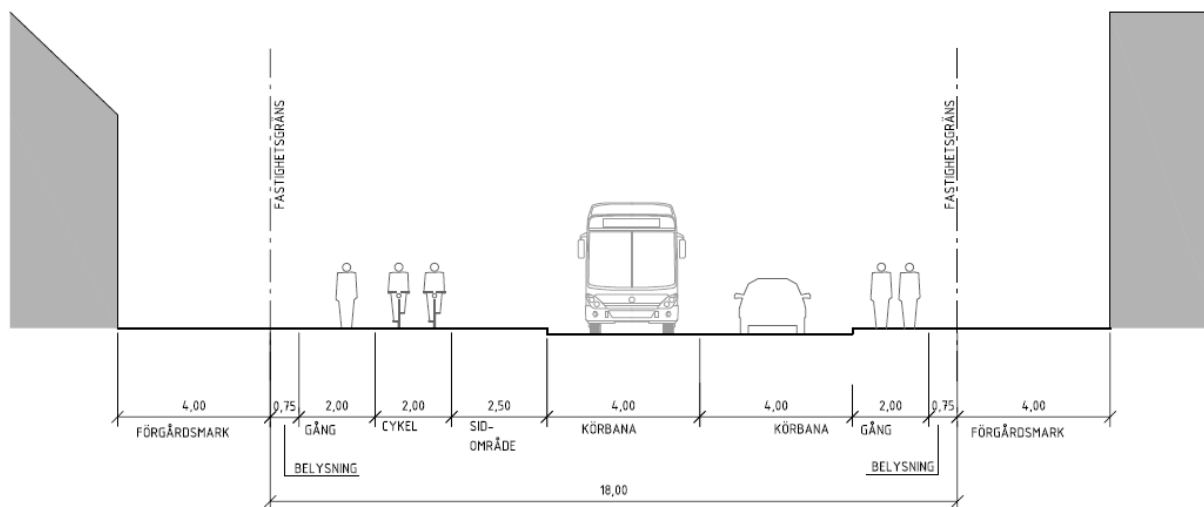 FASTIGHETSGRÄNS
FASTIGHETSGRÄNS
4,00
0,75
2,00
2,00
2,50
4,00
4,00
2,00
0,75
4,00
FÖRGÅRDSMARK
GÅNG
CYKEL
SID-
OMRÅDE
KÖRBANA
KÖRBANA
GÅNG
FÖRGÅRDSMARK
BELYSNING
BELYSNING
18,00